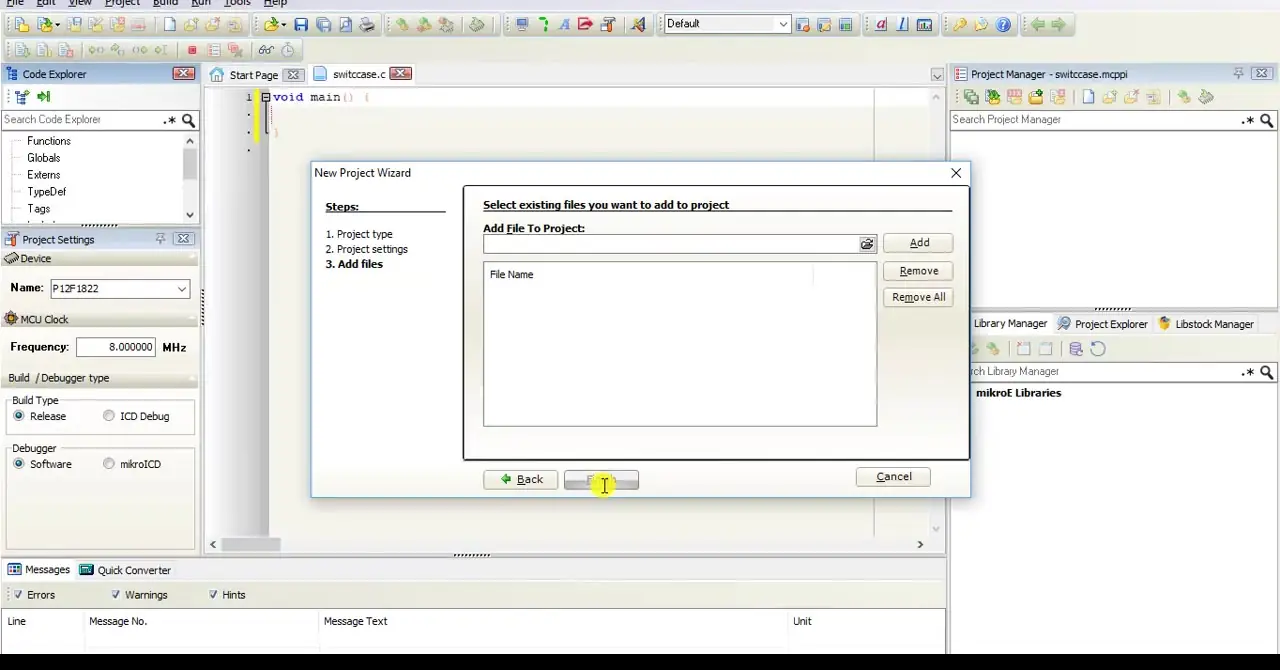 File Edit View Project Build Run Tools Help
Default
Code Explorer
Start Page
switccase.c
Project Manager - switccase.mcppi
Search Code Explorer
.*
1 void main() {
}
Search Project Manager
.*
Functions
Globals
Externs
TypeDef
Tags
New Project Wizard
Steps:
1. Project type
2. Project settings
3. Add files
Select existing files you want to add to project
Add File To Project:
Add
File Name
Remove
Remove All
Back
Cancel
Project Settings
Device
Name: P12F1822
MCU Clock
Frequency: 8.000000 MHz
Build / Debugger type
Build Type
Release ICD Debug
Debugger
Software mikroICD
Library Manager Project Explorer Libstock Manager
Library Manager
.*
mikroE Libraries
Messages Quick Converter
Errors Warnings Hints
Line Message No. Message Text Unit